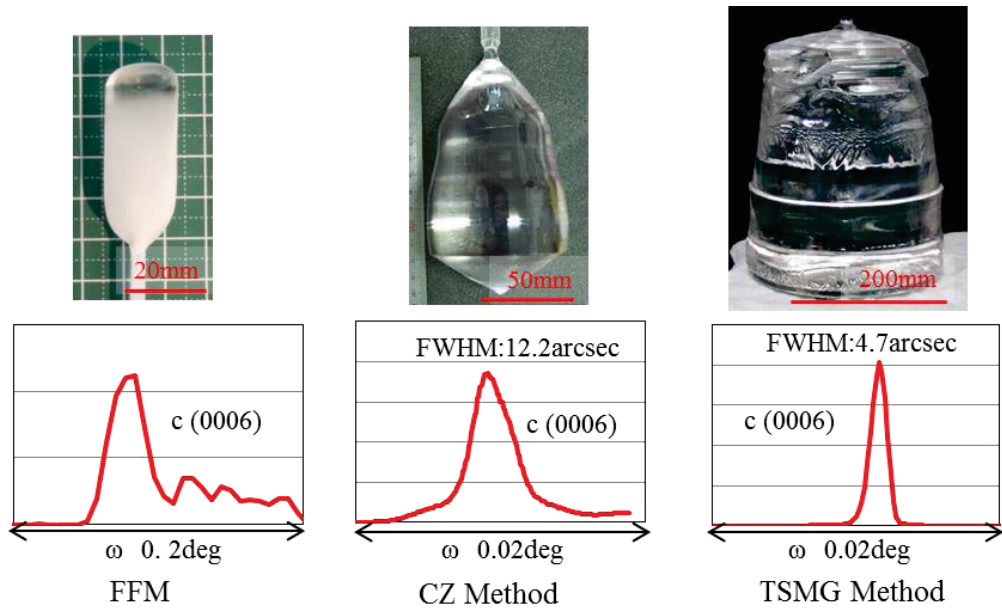 20mm
50mm
200mm
FWHM:12.2arcsec
FWHM:4.7arcsec
c (0006)
c (0006)
c (0006)
ω 0. 2deg
ω 0.02deg
ω 0.02deg
FFM
CZ Method
TSMG Method